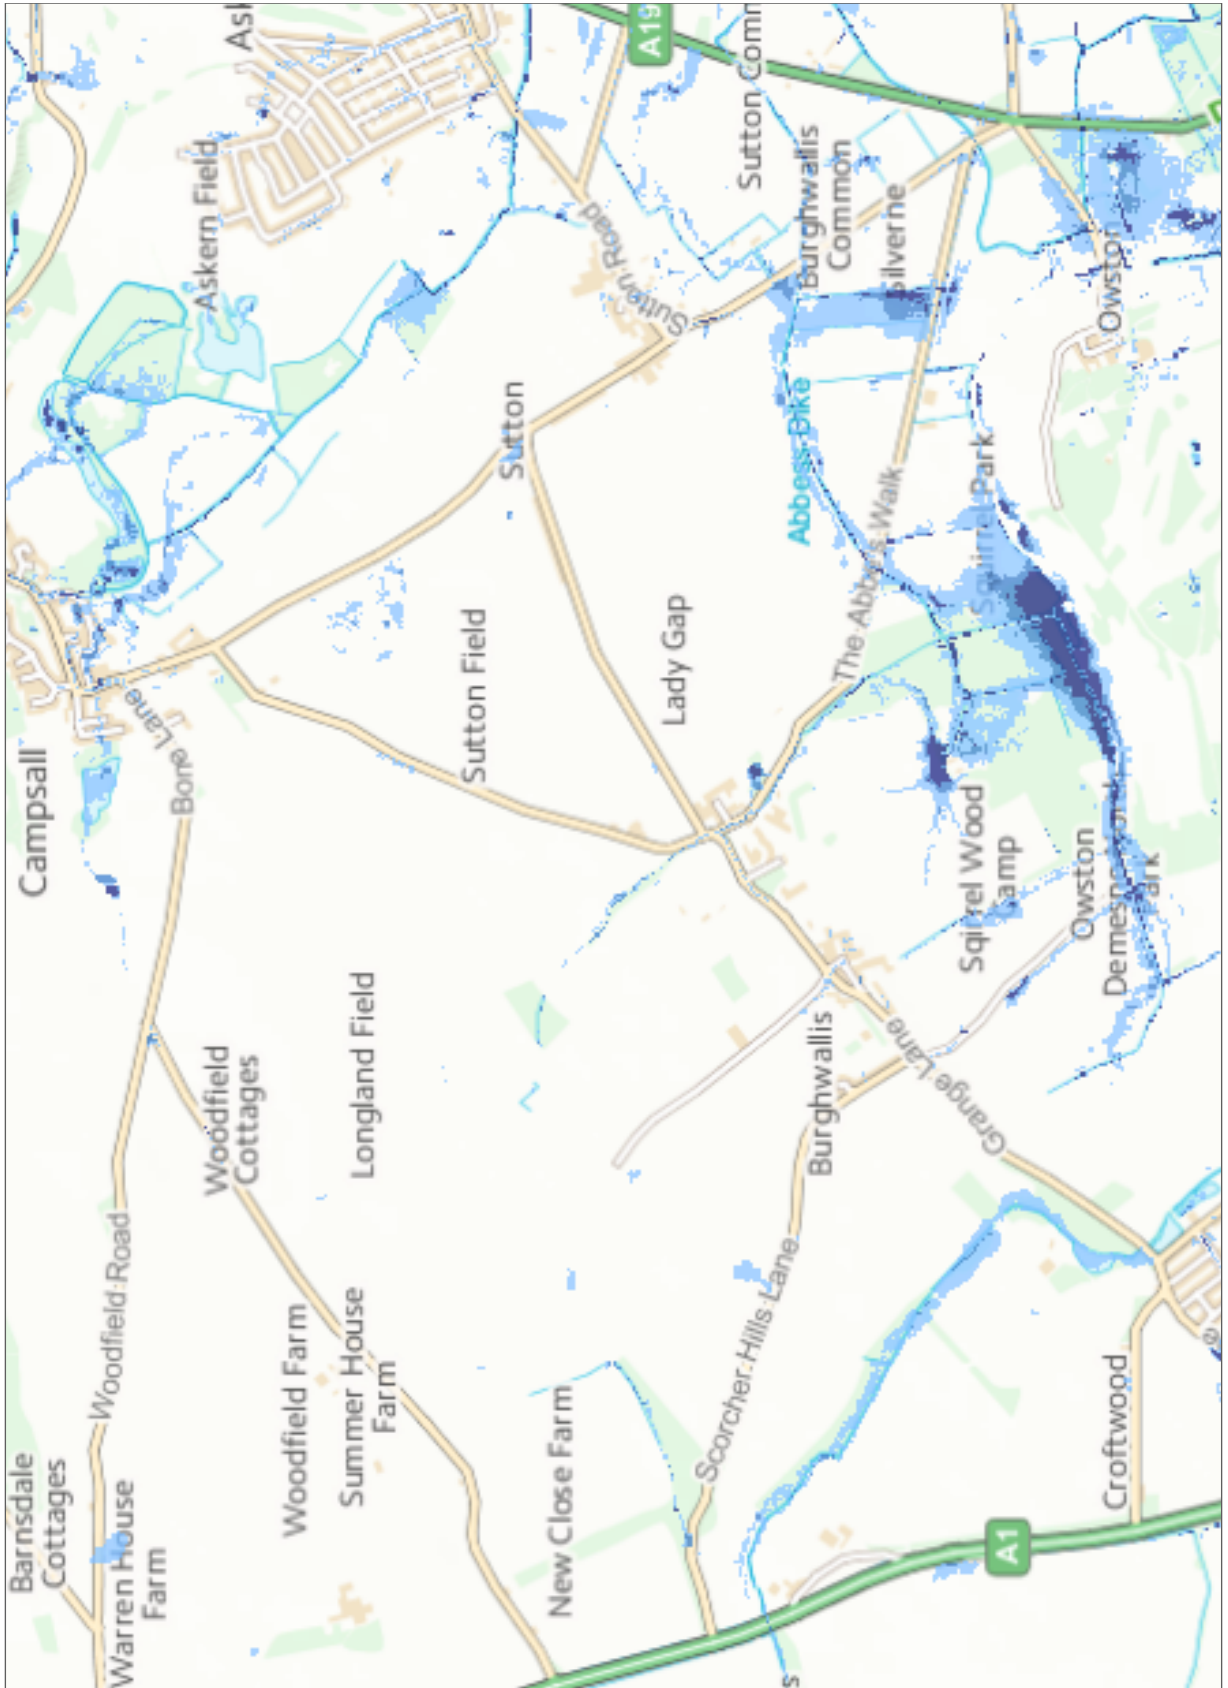 Barnsdale
Cottages
Campsall
Warren House
Farm
Woodfield Road
Bone Lane
Askern Field
Ask
Woodfield
Cottages
Woodfield Farm
Summer House
Farm
Longland Field
Sutton Field
Sutton
New Close Farm
Sutton Road
Sutton
A19
Lady Gap
Scorcher Hills Lane
Sutton Comm
Abbess Dike
Burghwallis
Burghwallis
Common
The Abbes Walk
Silverne
Grange Lane
Sqirrel Wood
Camp
Squirrel Park
A1
Owston
Park
Croftwood
Owston